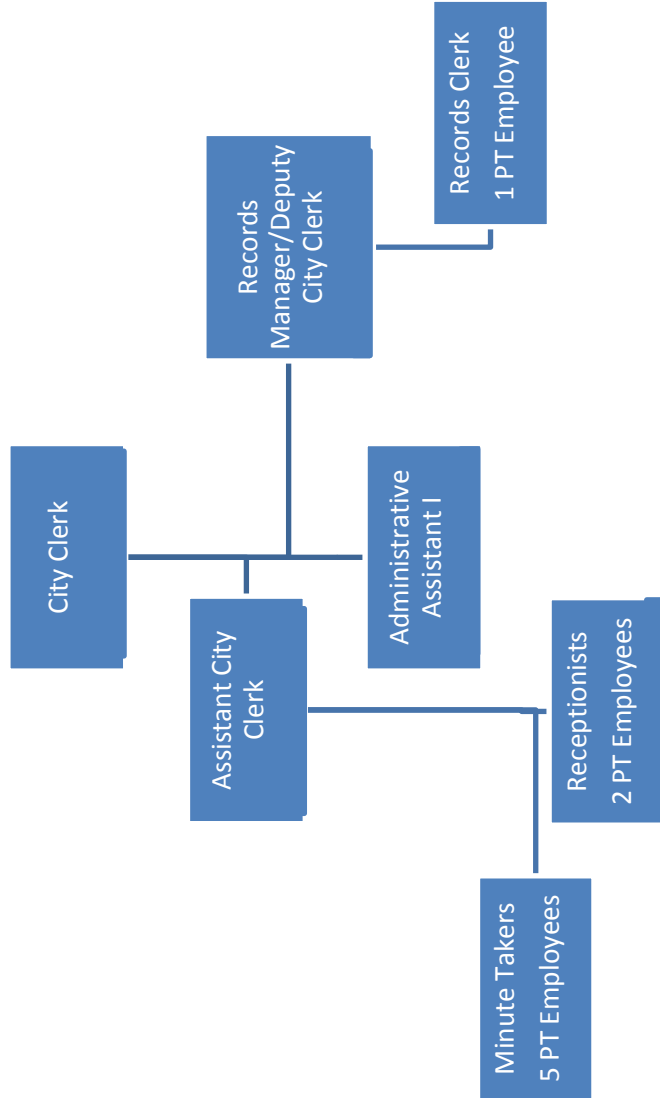 City Clerk
Assistant City
Clerk
Records
Manager/Deputy
City Clerk
Administrative
Assistant I
Minute Takers
5 PT Employees
Receptionists
2 PT Employees
Records Clerk
1 PT Employee